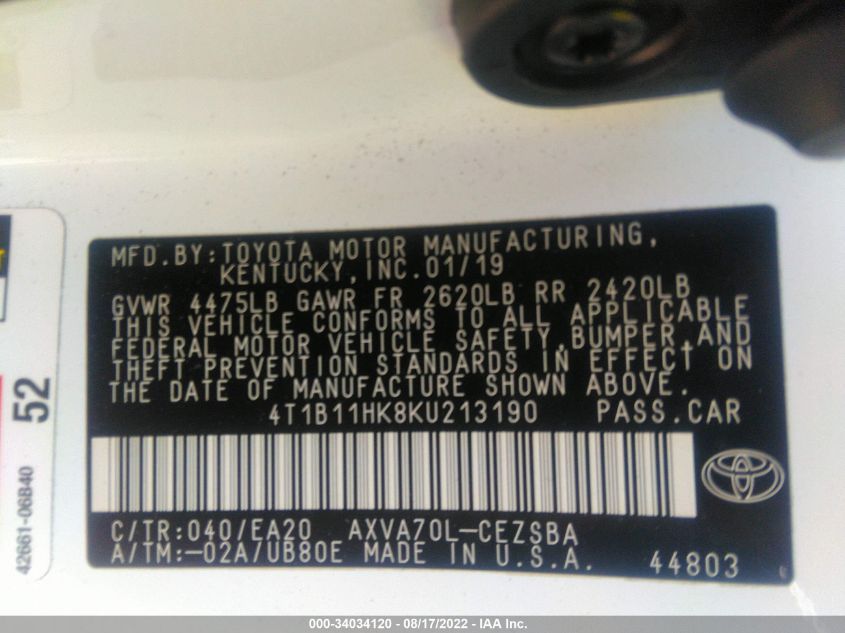 MFD.BY:TOYOTA MOTOR MANUFACTURING,
KENTUCKY,INC.01/19
GVWR 4475LB GAWR FR 2620LB RR 2420LB
THIS VEHICLE CONFORMS TO ALL APPLICABLE
FEDERAL MOTOR VEHICLE SAFETY,BUMPER,AND
THEFT PREVENTION STANDARDS IN EFFECT ON
THE DATE OF MANUFACTURE SHOWN ABOVE.
4T1B11HK8KU213190 PASS.CAR
C/TR:040/EA20 AXVA70L-CEZSBA
A/TM:-02A/UB80E MADE IN U.S.A.
44803
52
42661-06B40
000-34034120 - 08/17/2022 - IAA Inc.